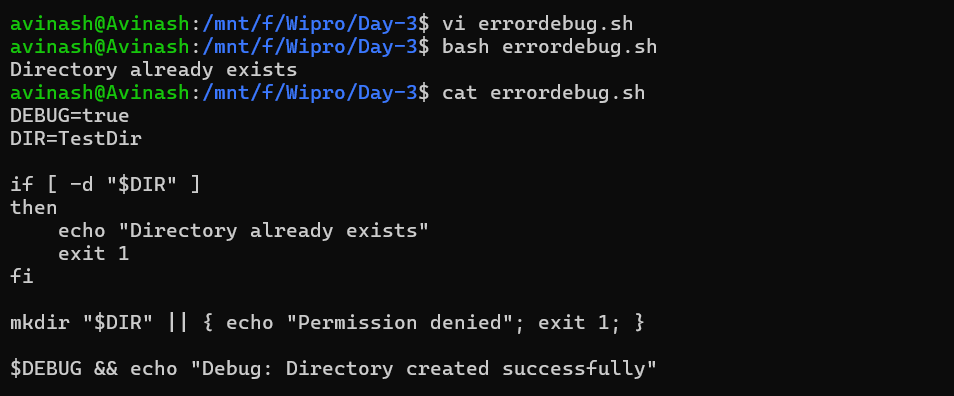 avinash@Avinash:/mnt/f/Wipro/Day-3$ vi errordebug.sh
avinash@Avinash:/mnt/f/Wipro/Day-3$ bash errordebug.sh
Directory already exists
avinash@Avinash:/mnt/f/Wipro/Day-3$ cat errordebug.sh
DEBUG=true
DIR=TestDir

if [ -d "$DIR" ]
then
    echo "Directory already exists"
    exit 1
fi

mkdir "$DIR" || { echo "Permission denied"; exit 1; }

$DEBUG && echo "Debug: Directory created successfully"